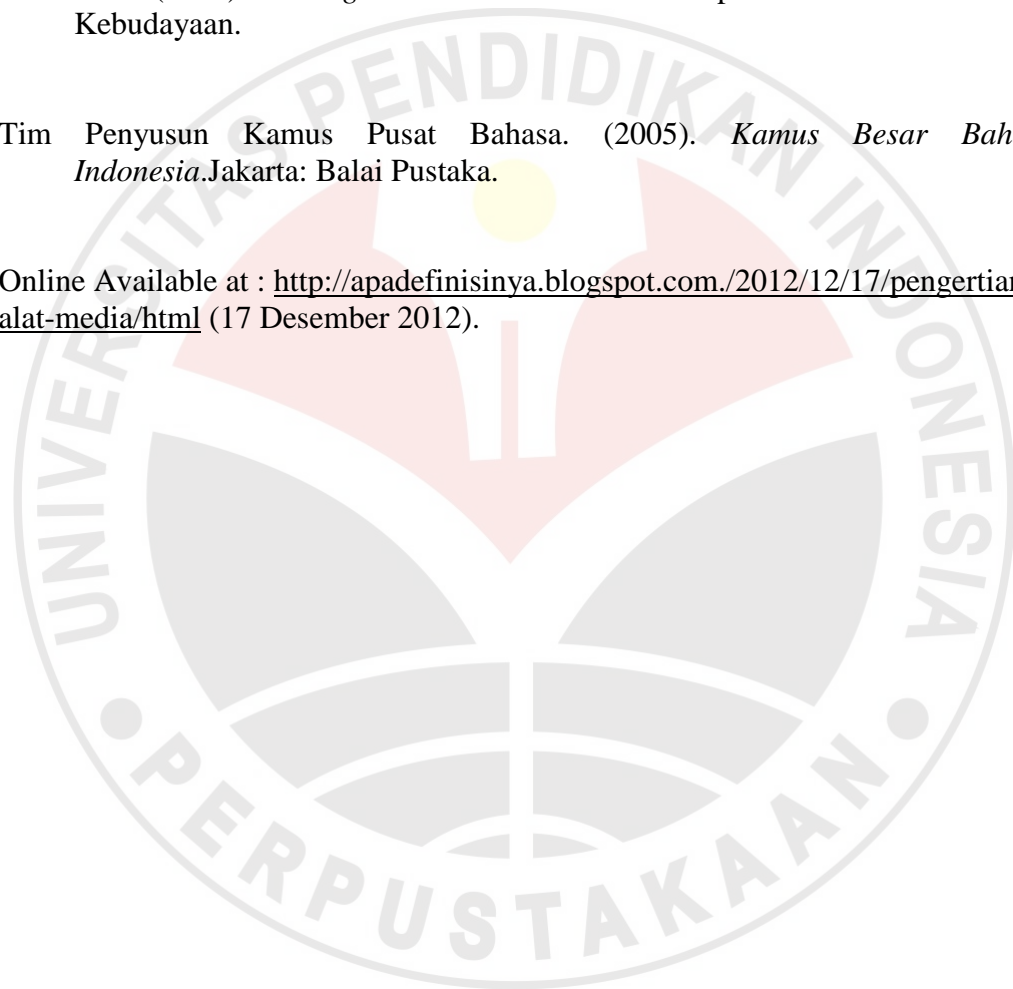 Kebudayaan.
Tim Penyusun Kamus Pusat Bahasa. (2005). Kamus Besar
Indonesia.Jakarta: Balai Pustaka.
Online Available at : http://apadefinisinya.blogspot.com./2012/12/17/pengertian
alat-media/html (17 Desember 2012).
UNIVERSITAS PENDIDIKAN INDONESIA
PERPUSTAKAAN